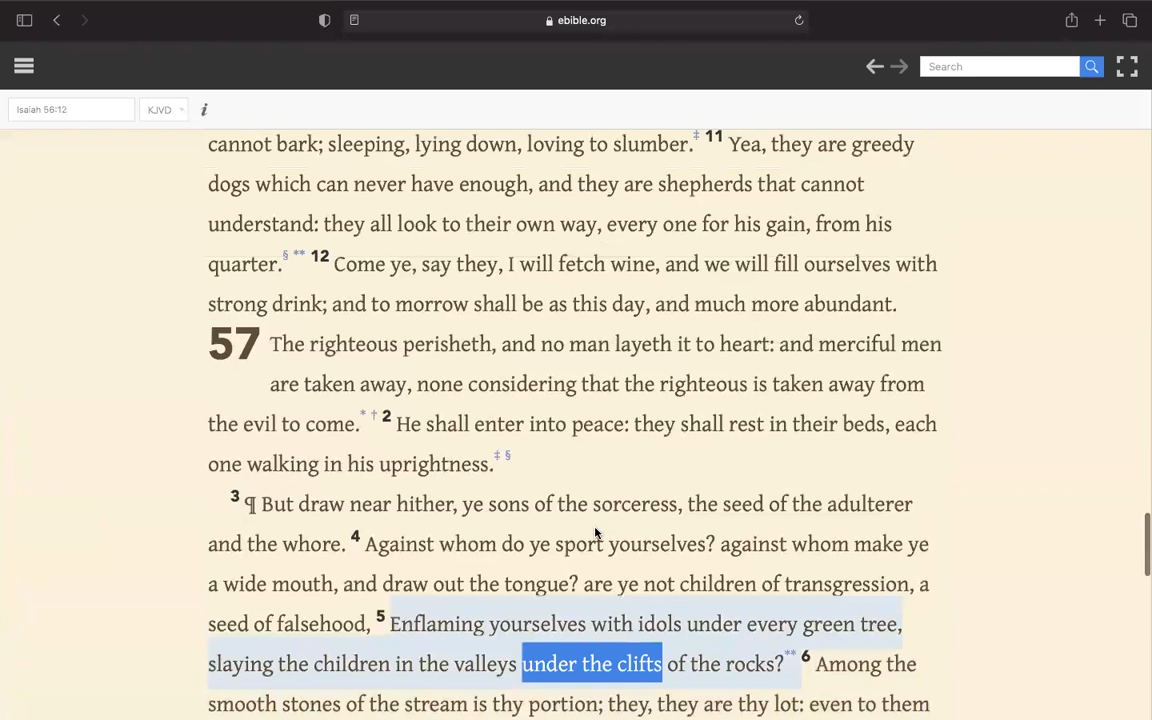 ebible.org
Search
Isaiah 56:12
KJVD
i
cannot bark; sleeping, lying down, loving to slumber.‡ 11 Yea, they are greedy
dogs which can never have enough, and they are shepherds that cannot
understand: they all look to their own way, every one for his gain, from his
quarter.§ ** 12 Come ye, say they, I will fetch wine, and we will fill ourselves with
strong drink; and to morrow shall be as this day, and much more abundant.
57 The righteous perisheth, and no man layeth it to heart: and merciful men
are taken away, none considering that the righteous is taken away from
the evil to come.* † 2 He shall enter into peace: they shall rest in their beds, each
one walking in his uprightness.‡ §
3 ¶ But draw near hither, ye sons of the sorceress, the seed of the adulterer
and the whore. 4 Against whom do ye sport yourselves? against whom make ye
a wide mouth, and draw out the tongue? are ye not children of transgression, a
seed of falsehood, 5 Enflaming yourselves with idols under every green tree,
slaying the children in the valleys under the clifts of the rocks?** 6 Among the
smooth stones of the stream is thy portion; they, they are thy lot: even to them